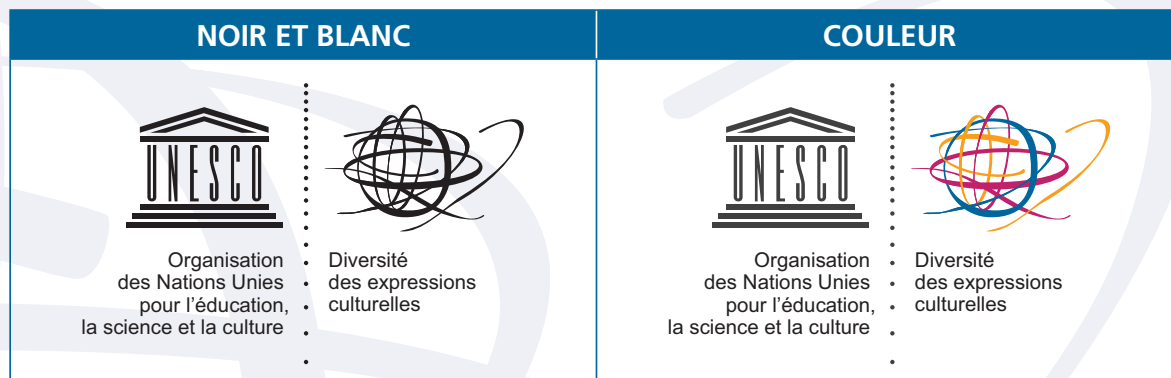 NOIR ET BLANC
UNESCO
Organisation
des Nations Unies
pour l’éducation,
la science et la culture
Diversité
des expressions
culturelles
COULEUR
UNESCO
Organisation
des Nations Unies
pour l’éducation,
la science et la culture
Diversité
des expressions
culturelles